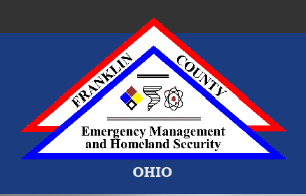 FRANKLIN COUNTY
Emergency Management
and Homeland Security
OHIO